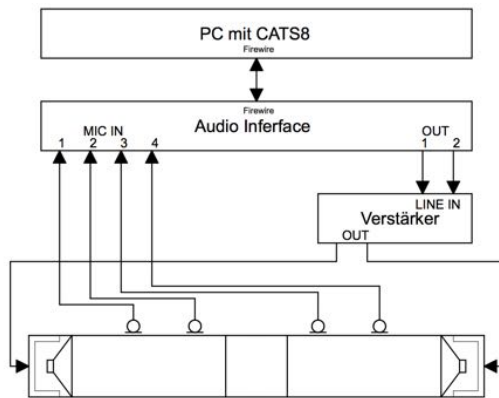 PC mit CATS8
Firewire
Firewire
Audio Inferface
MIC IN
1 2 3 4
OUT
1 2
LINE IN
Verstärker
OUT